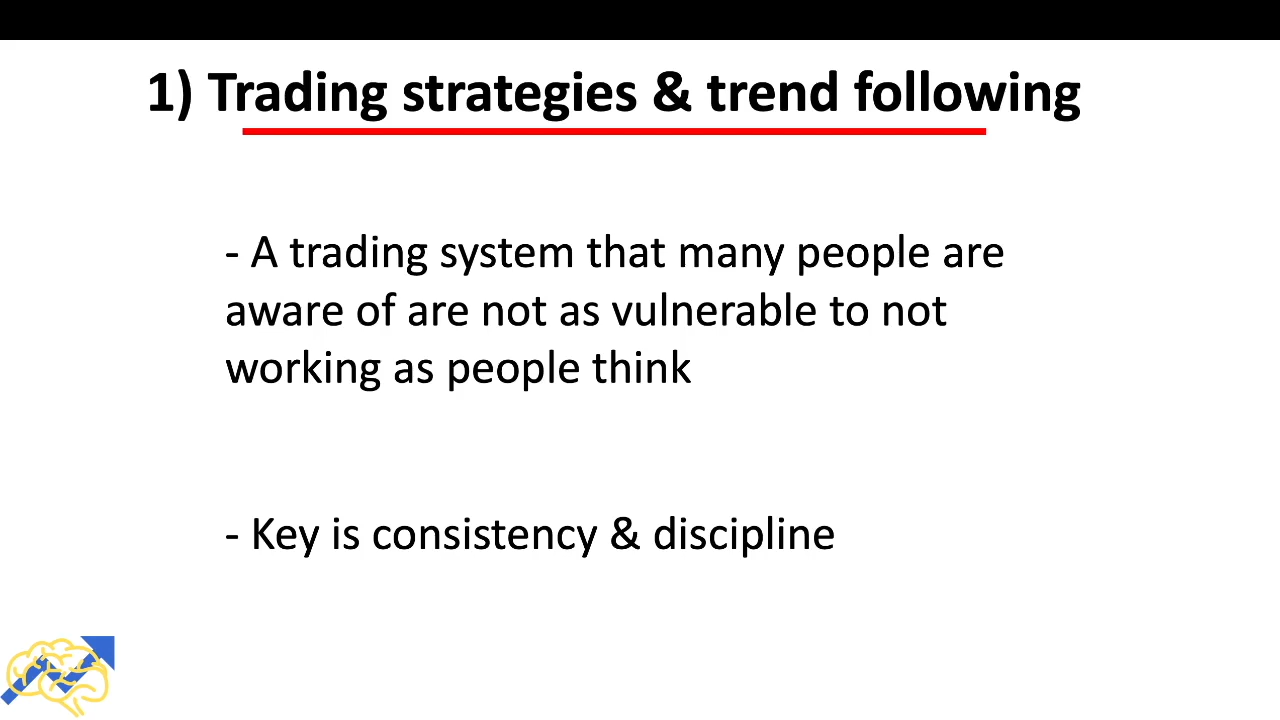 1) Trading strategies & trend following
- A trading system that many people are
aware of are not as vulnerable to not
working as people think
- Key is consistency & discipline